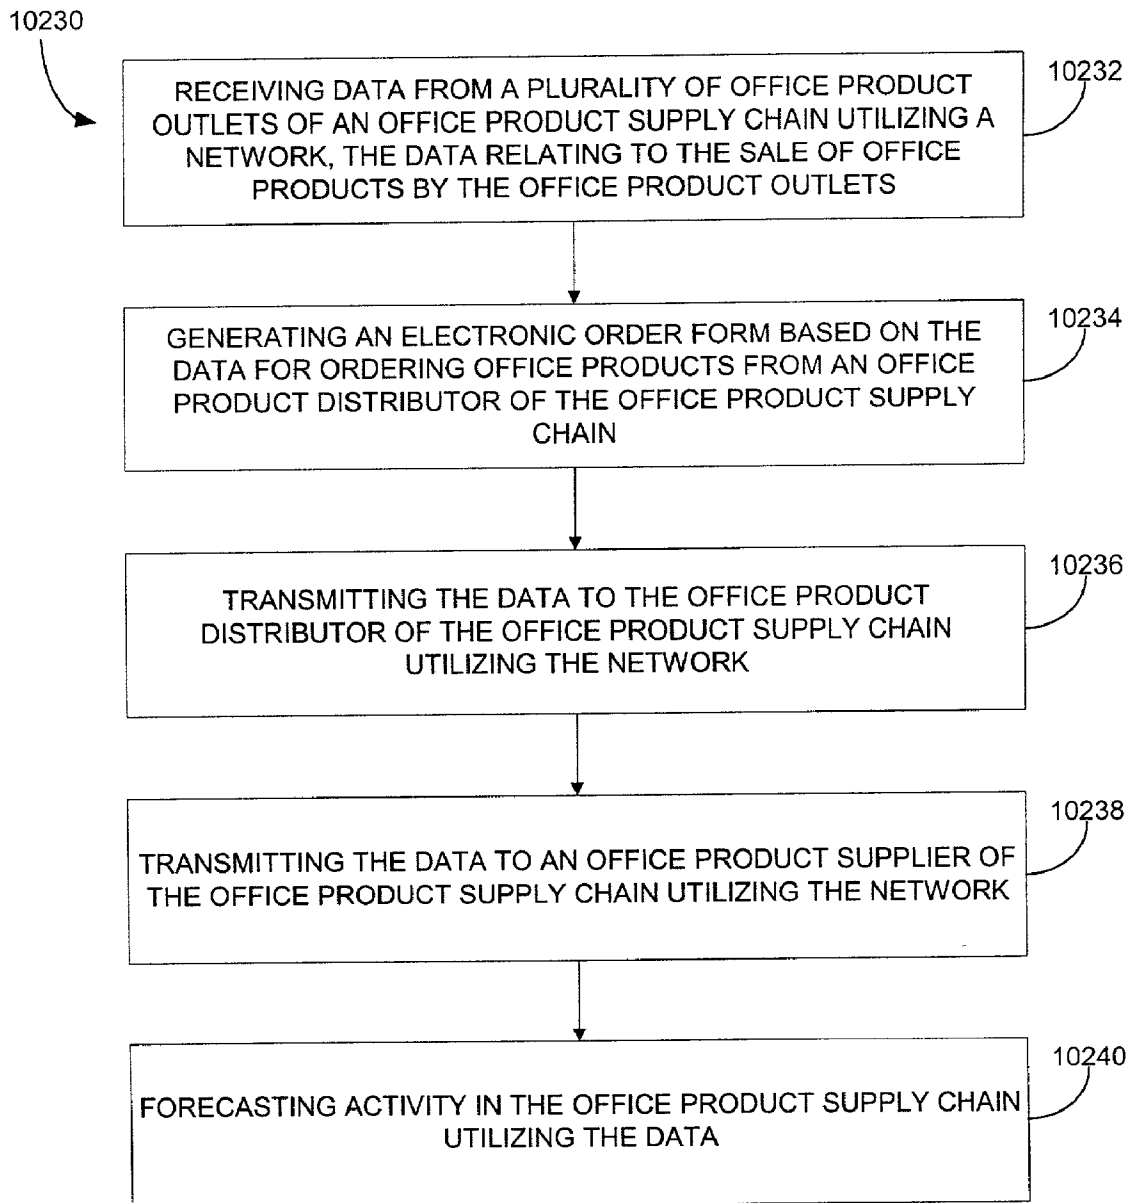 10230
RECEIVING DATA FROM A PLURALITY OF OFFICE PRODUCT
OUTLETS OF AN OFFICE PRODUCT SUPPLY CHAIN UTILIZING A
NETWORK, THE DATA RELATING TO THE SALE OF OFFICE
PRODUCTS BY THE OFFICE PRODUCT OUTLETS
10232
GENERATING AN ELECTRONIC ORDER FORM BASED ON THE
DATA FOR ORDERING OFFICE PRODUCTS FROM AN OFFICE
PRODUCT DISTRIBUTOR OF THE OFFICE PRODUCT SUPPLY
CHAIN
10234
TRANSMITTING THE DATA TO THE OFFICE PRODUCT
DISTRIBUTOR OF THE OFFICE PRODUCT SUPPLY CHAIN
UTILIZING THE NETWORK
10236
TRANSMITTING THE DATA TO AN OFFICE PRODUCT SUPPLIER OF
THE OFFICE PRODUCT SUPPLY CHAIN UTILIZING THE NETWORK
10238
FORECASTING ACTIVITY IN THE OFFICE PRODUCT SUPPLY CHAIN
UTILIZING THE DATA
10240